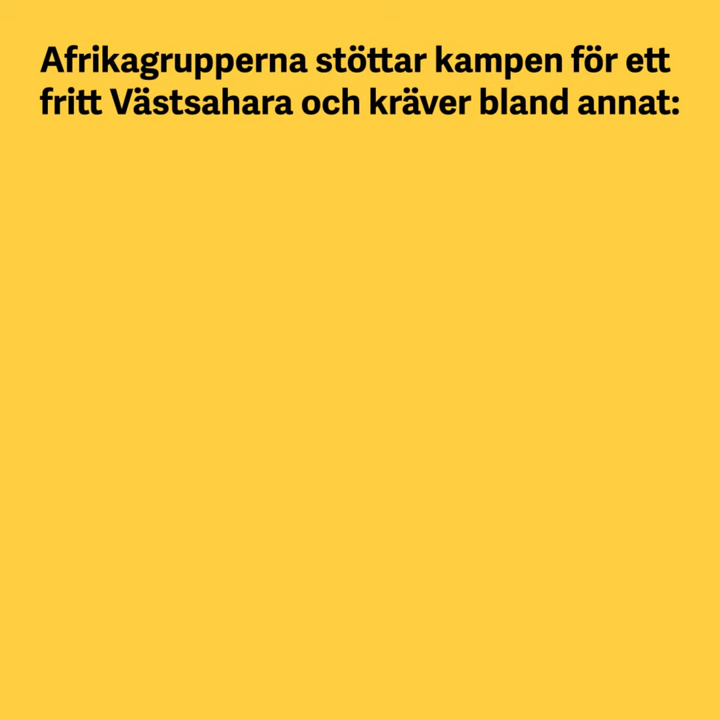 Afrikagrupperna stöttar kampen för ett
fritt Västsahara och kräver bland annat: